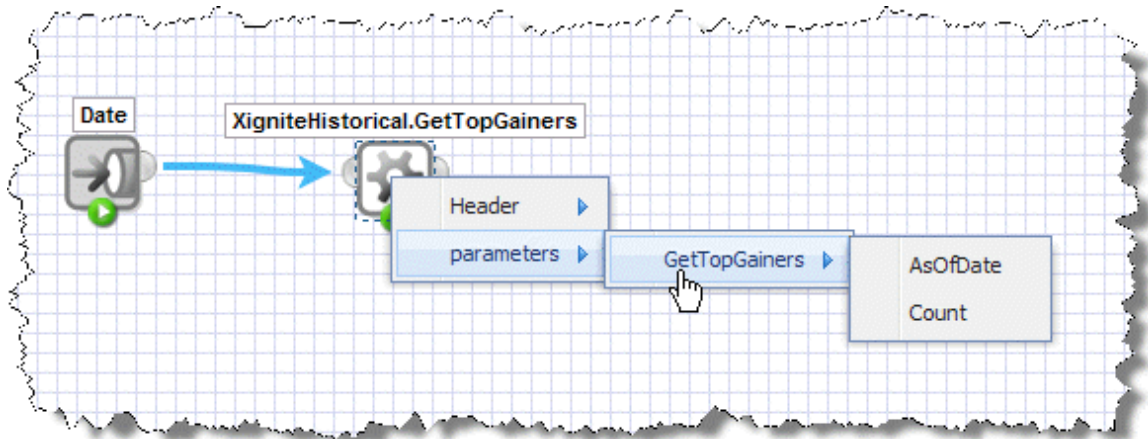 Date
XigniteHistorical.GetTopGainers
Header
parameters
GetTopGainers
AsOfDate
Count